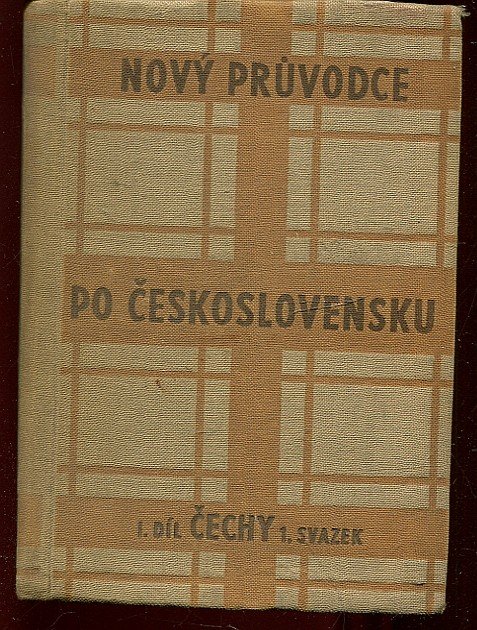 NOVÝ PRŮVODCE
PO ČESKOSLOVENSKU
I. DÍL ČECHY 1. SVAZEK